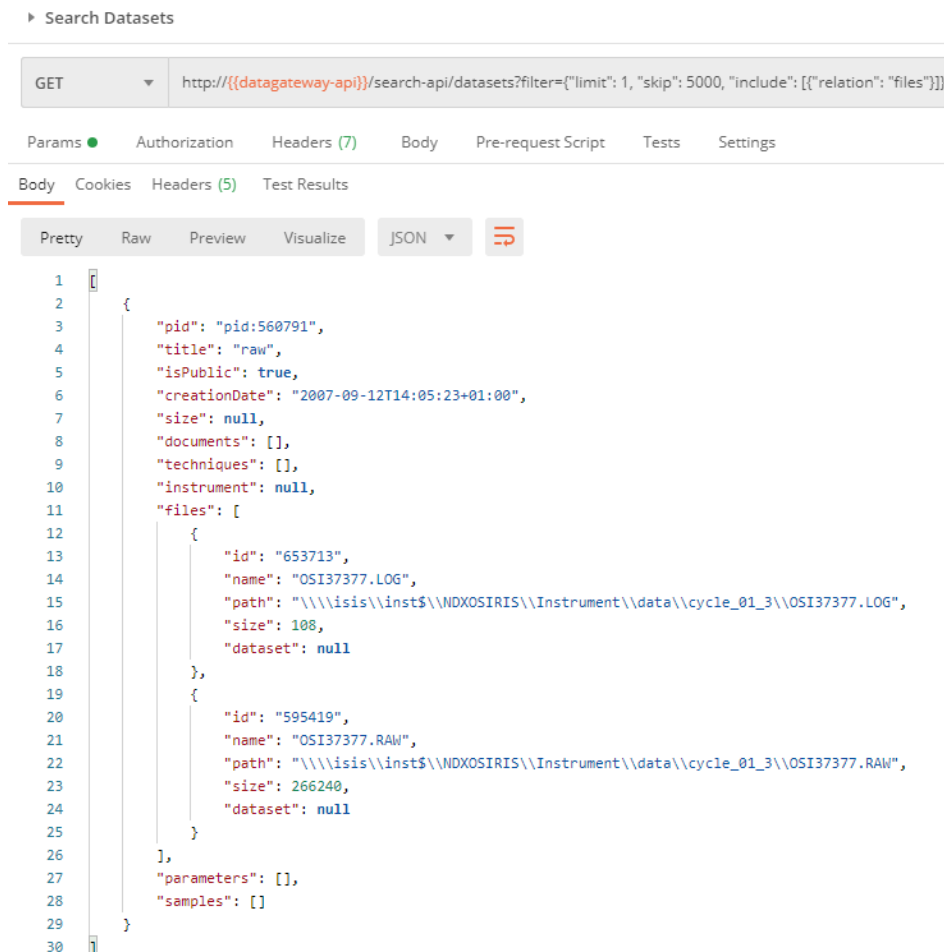 Search Datasets
GET http://{{datagateway-api}}/search-api/datasets?filter={"limit": 1, "skip": 5000, "include": [{"relation": "files"}]}
Params Authorization Headers (7) Body Pre-request Script Tests Settings
Body Cookies Headers (5) Test Results
Pretty Raw Preview Visualize JSON
1 [
2 {
3 "pid": "pid:560791",
4 "title": "raw",
5 "isPublic": true,
6 "creationDate": "2007-09-12T14:05:23+01:00",
7 "size": null,
8 "documents": [],
9 "techniques": [],
10 "instrument": null,
11 "files": [
12 {
13 "id": "653713",
14 "name": "OSI37377.LOG",
15 "path": "\\\\isis\\inst$\\NDXOSIRIS\\Instrument\\data\\cycle_01_3\\OSI37377.LOG",
16 "size": 108,
17 "dataset": null
18 },
19 {
20 "id": "595419",
21 "name": "OSI37377.RAW",
22 "path": "\\\\isis\\inst$\\NDXOSIRIS\\Instrument\\data\\cycle_01_3\\OSI37377.RAW",
23 "size": 266240,
24 "dataset": null
25 }
26 ],
27 "parameters": [],
28 "samples": []
29 }
30 ]